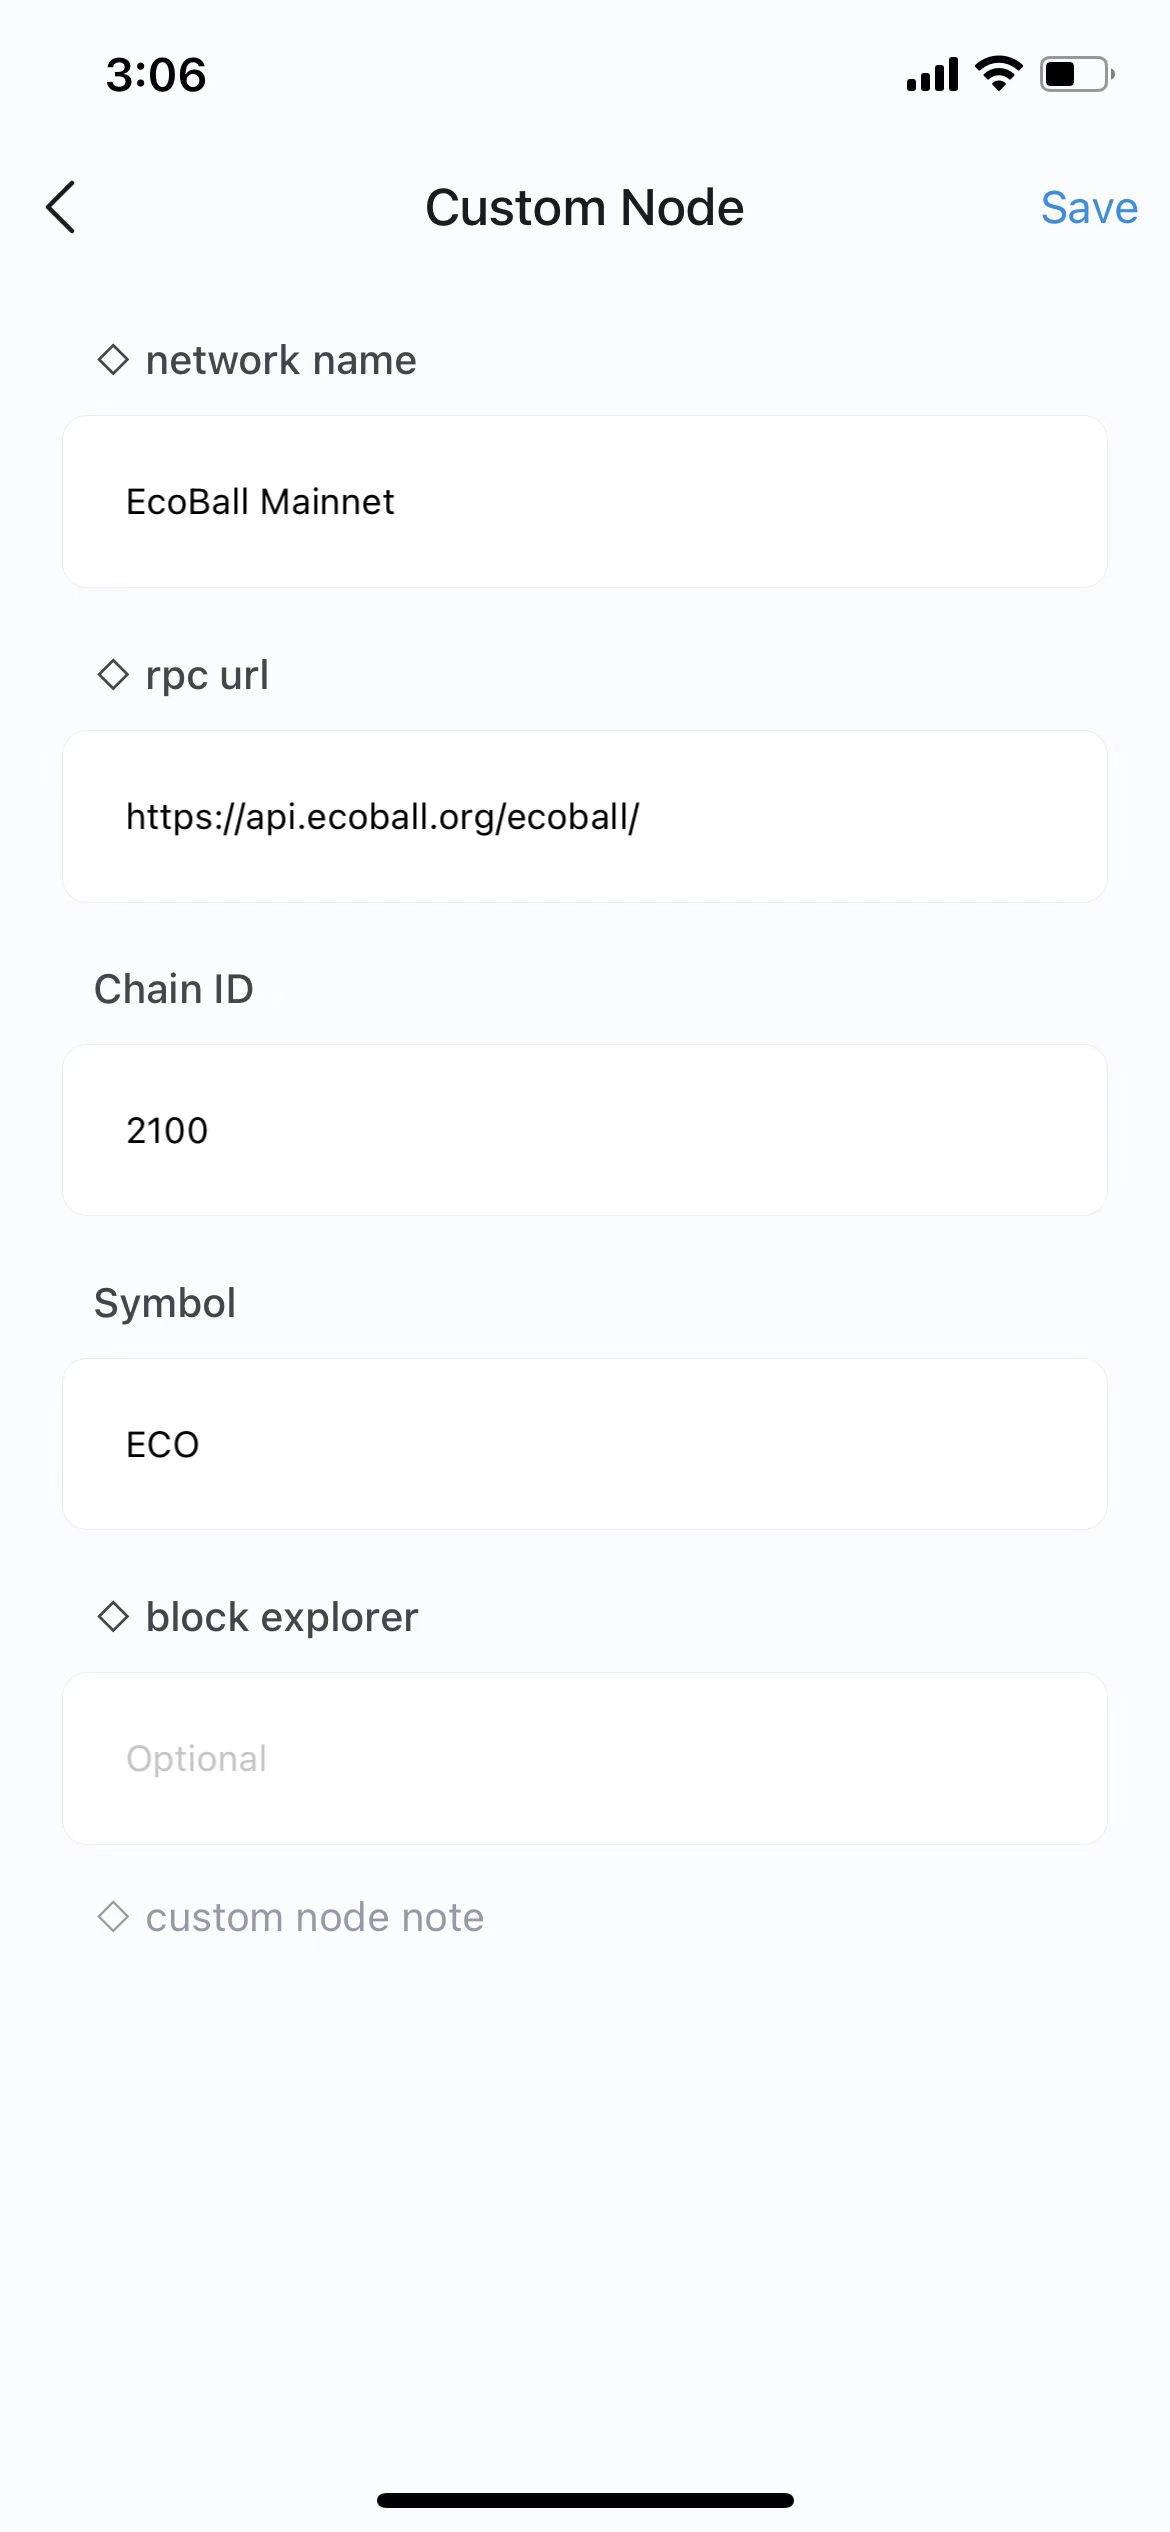 3:06
Custom Node
Save
◇ network name
EcoBall Mainnet
◇ rpc url
https://api.ecoball.org/ecoball/
Chain ID
2100
Symbol
ECO
◇ block explorer
Optional
◇ custom node note